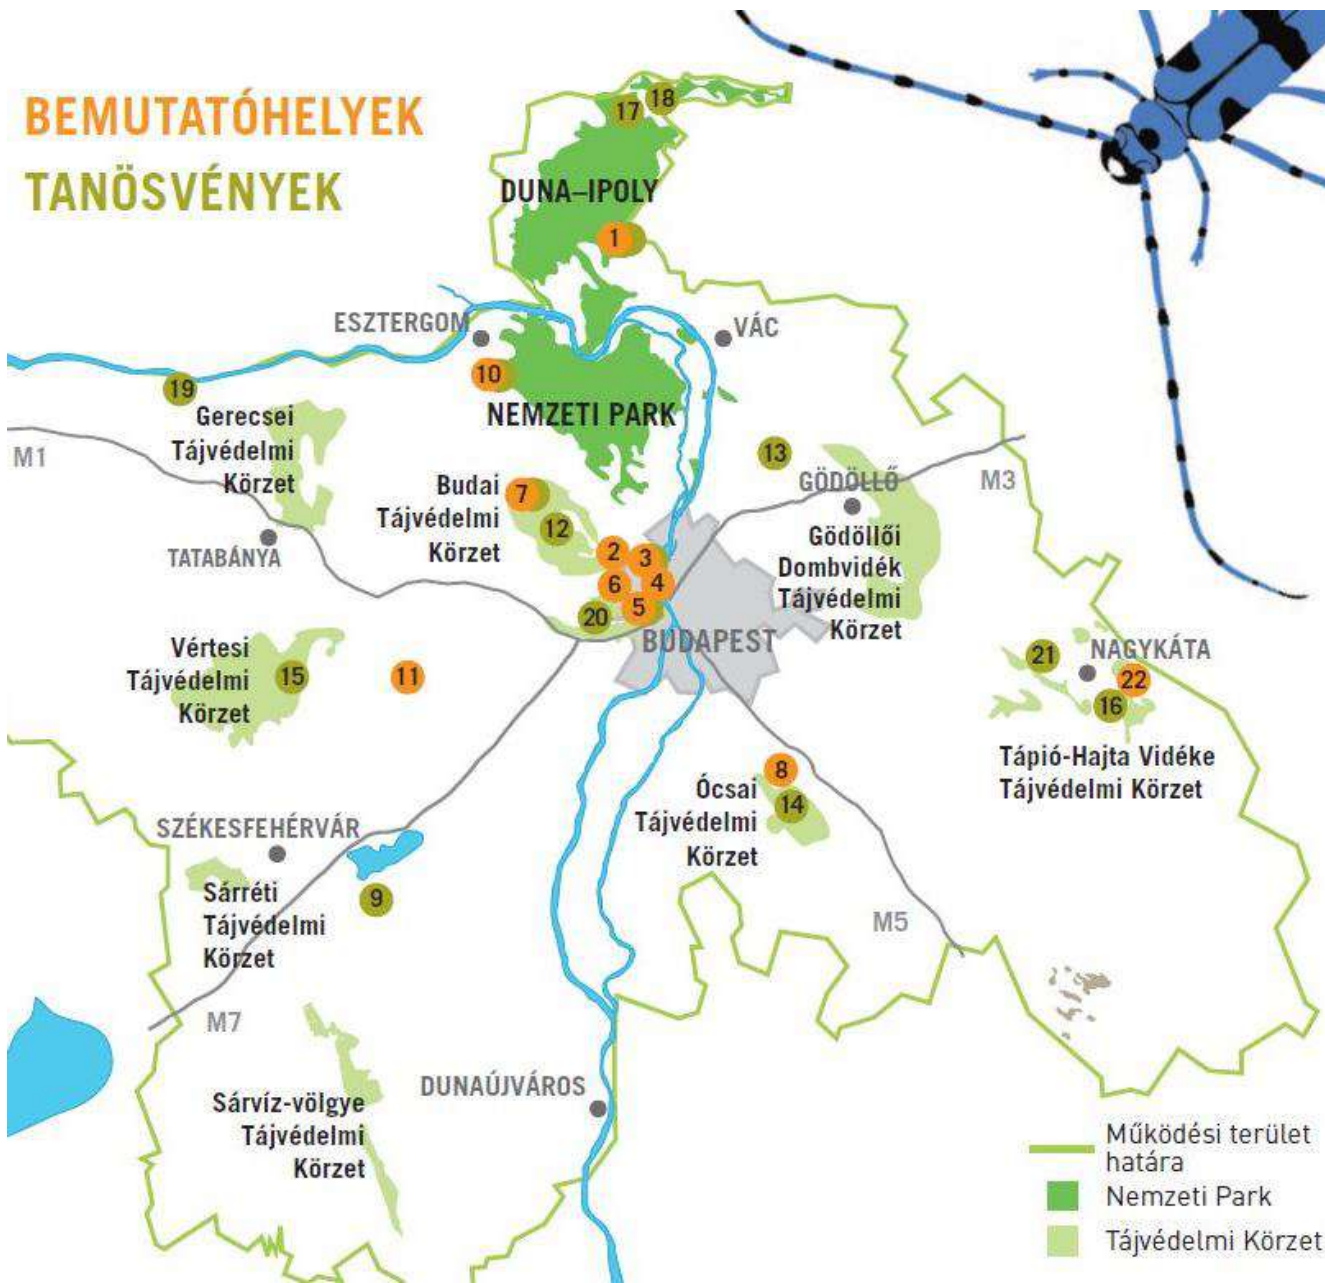 BEMUTATÓHELYEK
TANÖSVÉNYEK
17
18
DUNA–IPOLY
1
ESZTERGOM
VÁC
19
10
NEMZETI PARK
Gerecsei
Tájvédelmi
Körzet
M1
13
GÖDÖLLŐ
M3
Budai
Tájvédelmi
Körzet
7
12
TATABÁNYA
2
3
6
4
5
20
BUDAPEST
Gödöllői
Dombvidék
Tájvédelmi
Körzet
Vértesi
Tájvédelmi
Körzet
15
11
21
NAGYKÁTA
22
16
Tápió-Hajta Vidéke
Tájvédelmi Körzet
8
14
Ócsai
Tájvédelmi
Körzet
SZÉKESFEHÉRVÁR
9
Sárréti
Tájvédelmi
Körzet
M5
M7
DUNAÚJVÁROS
Sárvíz-völgye
Tájvédelmi
Körzet
Működési terület
határa
Nemzeti Park
Tájvédelmi Körzet